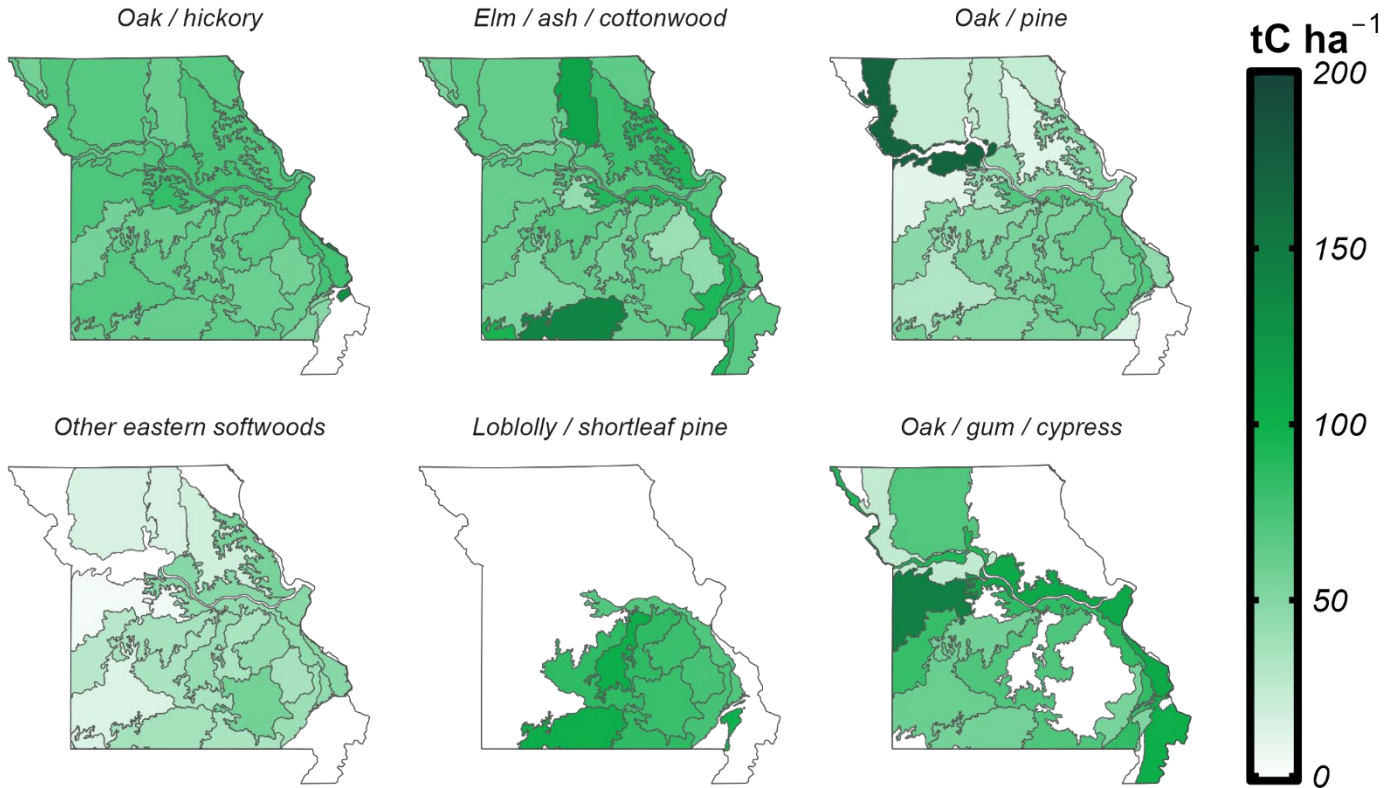 Oak / hickory
Elm / ash / cottonwood
Oak / pine
tC ha⁻¹
200
150
100
50
0
Other eastern softwoods
Loblolly / shortleaf pine
Oak / gum / cypress